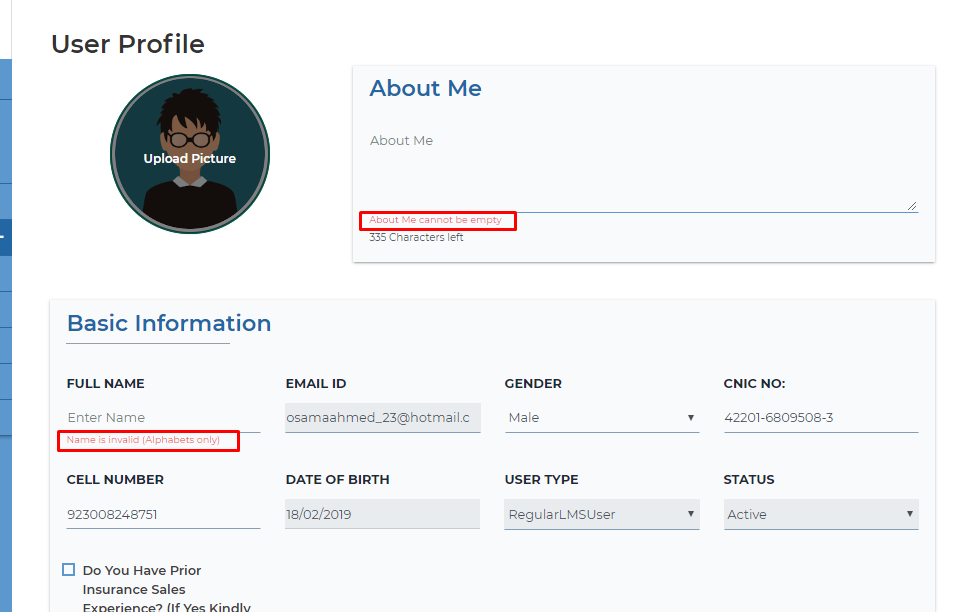 User Profile
Upload Picture
About Me
About Me
About Me cannot be empty
335 Characters left
Basic Information
FULL NAME
EMAIL ID
GENDER
CNIC NO:
Enter Name
osamaahmed_23@hotmail.c
Male
42201-6809508-3
Name is invalid (Alphabets only)
CELL NUMBER
DATE OF BIRTH
USER TYPE
STATUS
923008248751
18/02/2019
RegularLMSUser
Active
Do You Have Prior
Insurance Sales
Experience? (If Yes Kindly